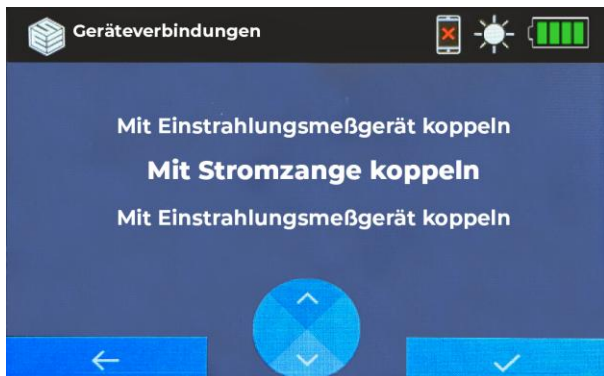 Geräteverbindungen
Mit Einstrahlungsmeßgerät koppeln
Mit Stromzange koppeln
Mit Einstrahlungsmeßgerät koppeln